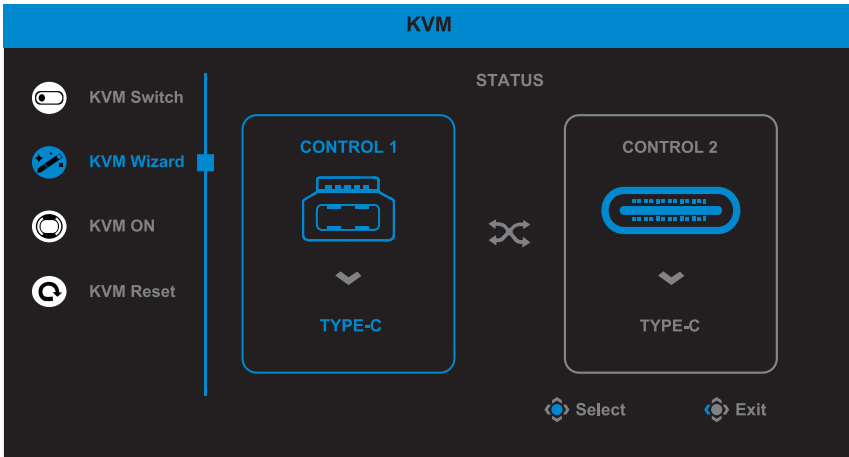 KVM
KVM Switch
KVM Wizard
KVM ON
KVM Reset
STATUS
CONTROL 1
TYPE-C
CONTROL 2
TYPE-C
Select
Exit